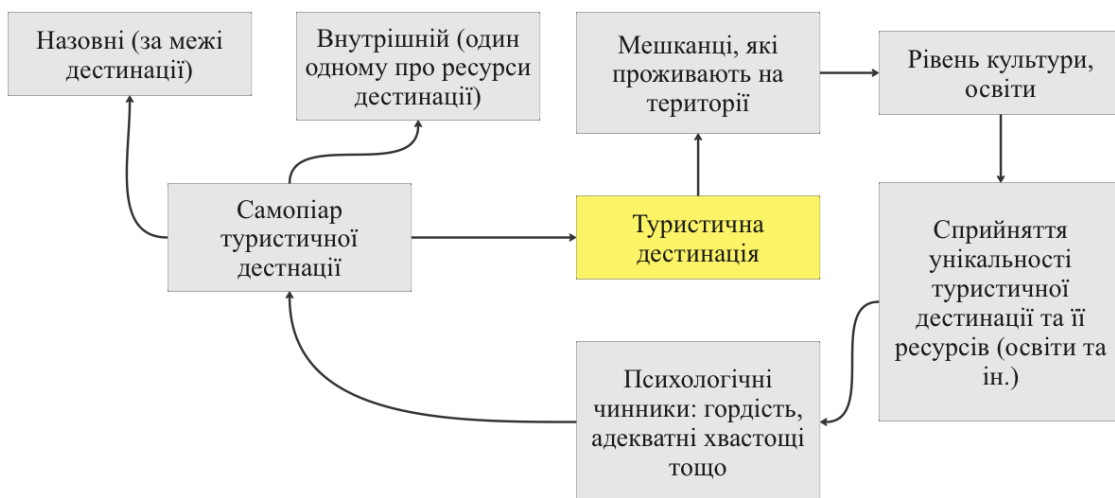 Назовні (за межі
дестинації)
Внутрішній (один
одному про ресурси
дестинації)
Мешканці, які
проживають на
території
Рівень культури,
освіти
Самопіар
туристичної
дестнації
Туристична
дестинація
Сприйняття
унікальності
туристичної
дестинації та її
ресурсів (освіти та
ін.)
Психологічні
чинники: гордість,
адекватні хвастощі
тощо